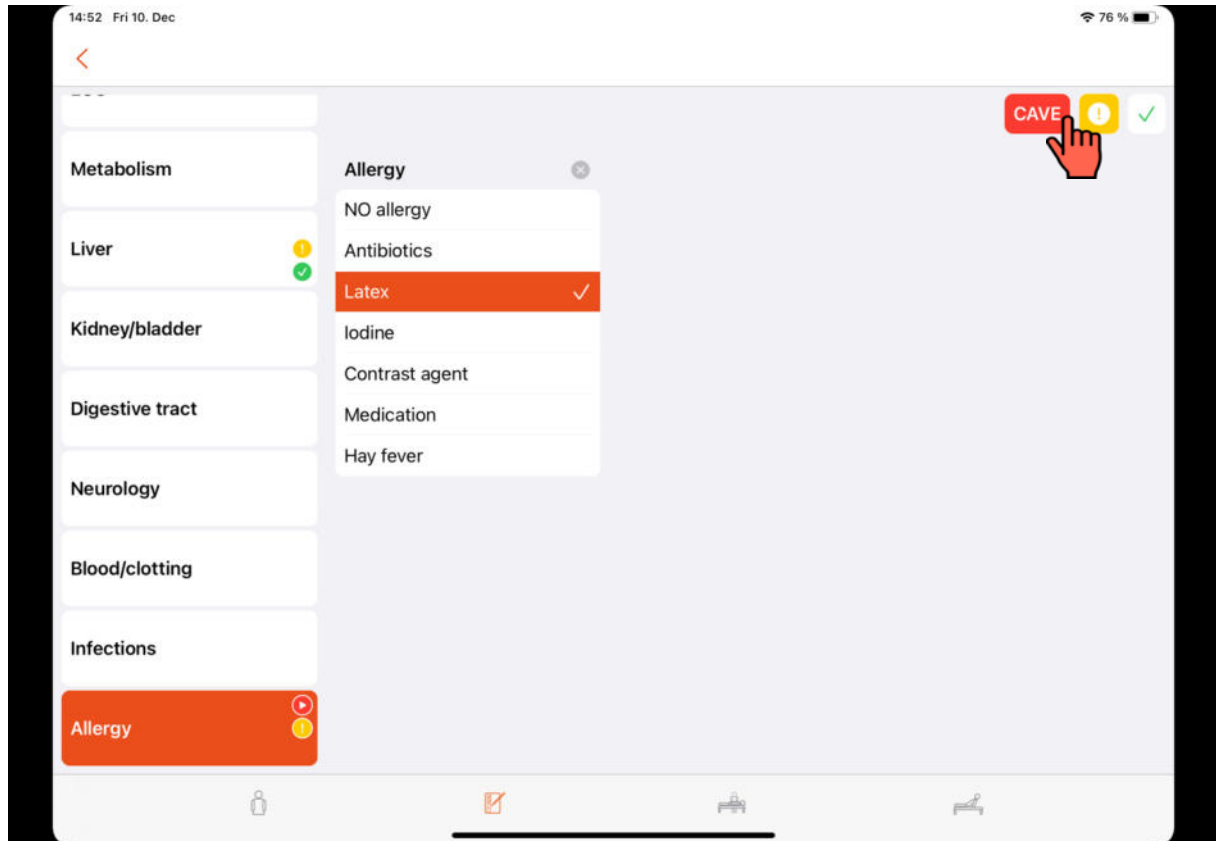 14:52 Fri 10. Dec
76 %
CAVE
Metabolism
Liver
Kidney/bladder
Digestive tract
Neurology
Blood/clotting
Infections
Allergy
Allergy
NO allergy
Antibiotics
Latex
Iodine
Contrast agent
Medication
Hay fever